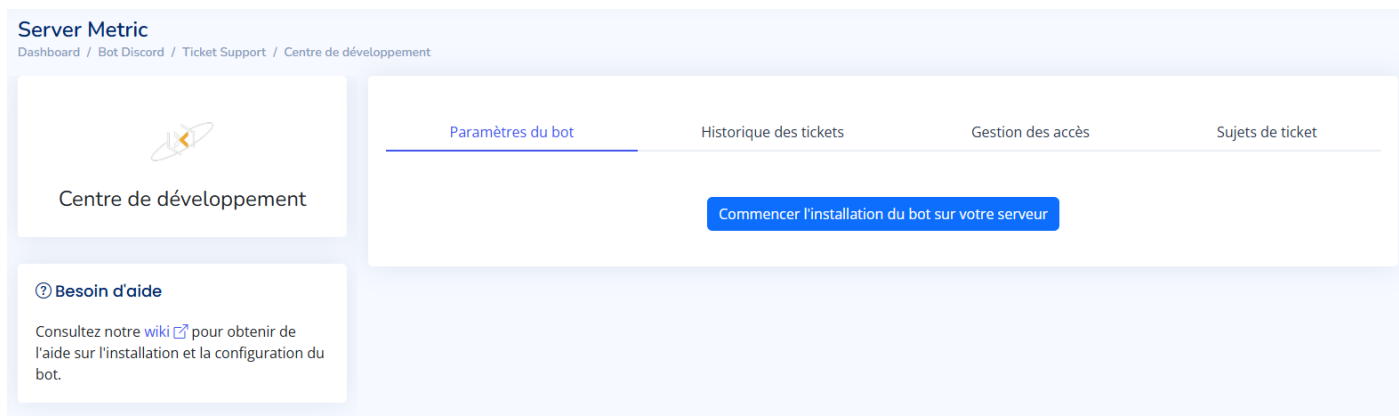 Server Metric
Dashboard / Bot Discord / Ticket Support / Centre de développement
Centre de développement
Besoin d'aide
Consultez notre wiki pour obtenir de
l'aide sur l'installation et la configuration du
bot.
Paramètres du bot Historique des tickets Gestion des accès Sujets de ticket
Commencer l'installation du bot sur votre serveur